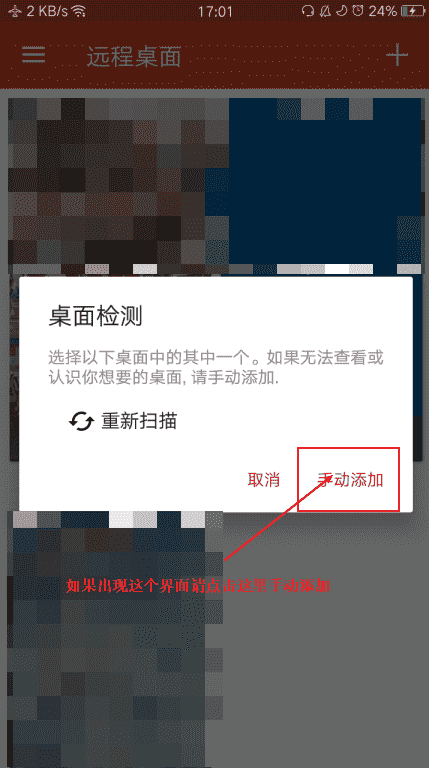 2 KB/s 17:01 24%
远程桌面
桌面检测
选择以下桌面中的其中一个。如果无法查看或
认识你想要的桌面, 请手动添加.
重新扫描
取消 手动添加
如果出现这个界面请点击这里手动添加